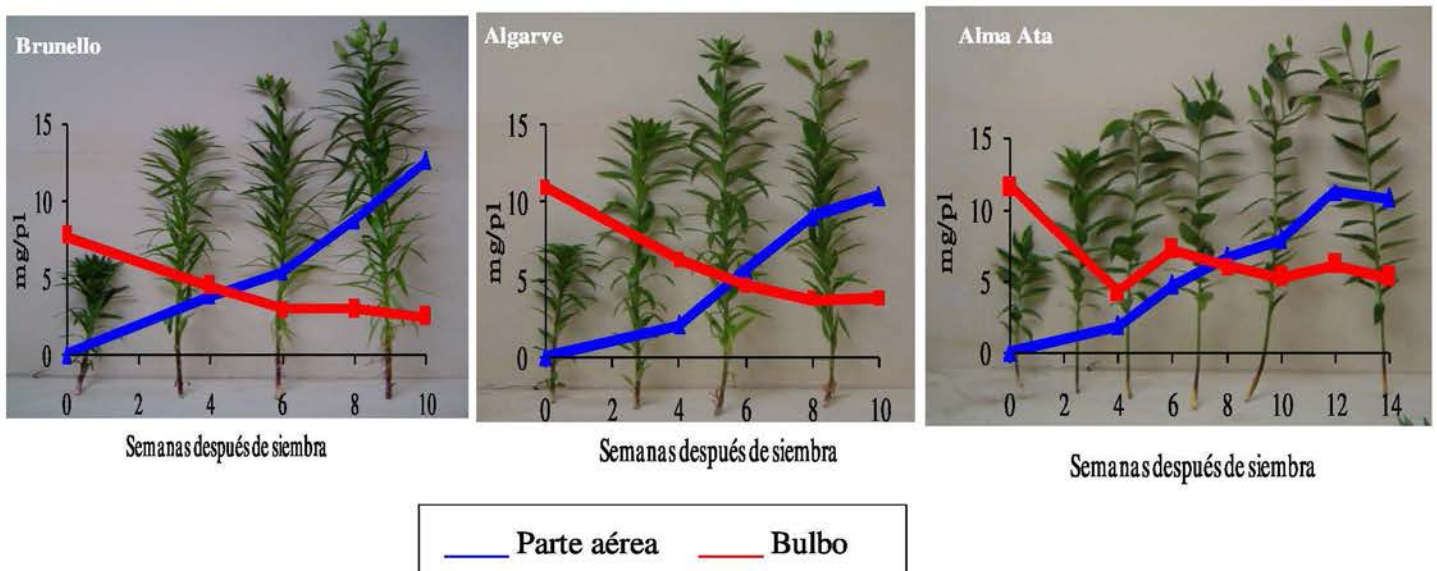 Brunello
15
10
5
0
mg/pl
0 2 4 6 8 10
Semanas después de siembra
Algarve
15
10
5
0
mg/pl
0 2 4 6 8 10
Semanas después de siembra
Alma Ata
15
10
5
0
mg/pl
0 2 4 6 8 10 12 14
Semanas después de siembra
Parte aérea Bulbo